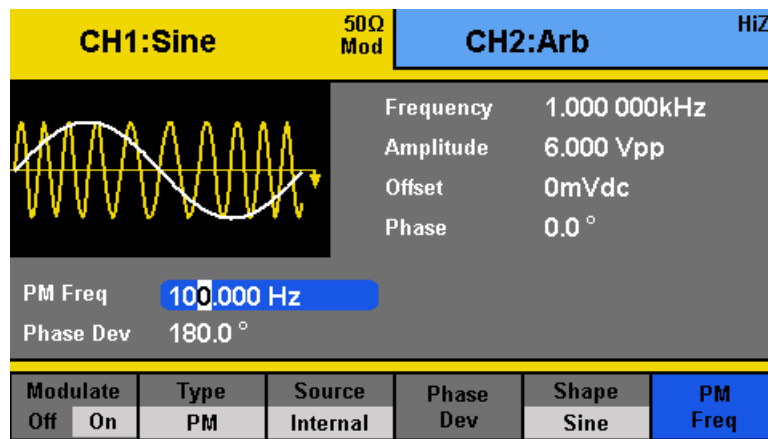 CH1:Sine
50Ω
Mod
CH2:Arb
HiZ
Frequency 1.000 000kHz
Amplitude 6.000 Vpp
Offset 0mVdc
Phase 0.0 °
PM Freq 100.000 Hz
Phase Dev 180.0 °
Modulate Type Source Phase Shape PM
Off On PM Internal Dev Sine Freq